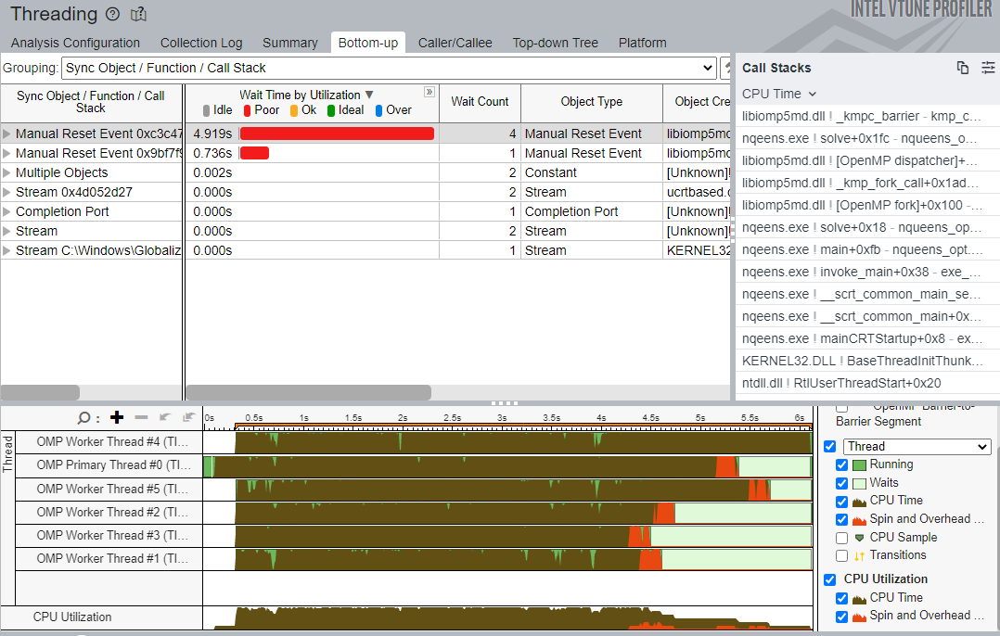 Threading
INTEL VTUNE PROFILER
Analysis Configuration Collection Log Summary Bottom-up Caller/Callee Top-down Tree Platform
Grouping: Sync Object / Function / Call Stack
Sync Object / Function / Call Stack
Wait Time by Utilization
Idle Poor Ok Ideal Over
Wait Count
Object Type
Object Cre
Manual Reset Event 0xc3c47 4.919s 4 Manual Reset Event libiomp5md
Manual Reset Event 0x9bf7f9 0.736s 1 Manual Reset Event libiomp5md
Multiple Objects 0.002s 2 Constant [Unknown]!
Stream 0x4d052d27 0.000s 2 Stream ucrtbased.d
Completion Port 0.000s 1 Completion Port [Unknown]!
Stream 0.000s 2 Stream [Unknown]!
Stream C:\Windows\Globaliz 0.000s 1 Stream KERNEL32
Call Stacks
CPU Time
libiomp5md.dll ! _kmpc_barrier - kmp_c…
nqeens.exe ! solve+0x1fc - nqueens_o…
libiomp5md.dll ! [OpenMP dispatcher]+…
libiomp5md.dll ! _kmp_fork_call+0x1ad…
libiomp5md.dll ! [OpenMP fork]+0x100 -…
nqeens.exe ! solve+0x18 - nqueens_op…
nqeens.exe ! main+0xfb - nqueens_opt.…
nqeens.exe ! invoke_main+0x38 - exe_…
nqeens.exe ! __scrt_common_main_se…
nqeens.exe ! __scrt_common_main+0x…
nqeens.exe ! mainCRTStartup+0x8 - ex…
KERNEL32.DLL ! BaseThreadInitThunk…
ntdll.dll ! RtlUserThreadStart+0x20
0s 0.5s 1s 1.5s 2s 2.5s 3s 3.5s 4s 4.5s 5s 5.5s 6s
Thread
OMP Worker Thread #4 (TI…
OMP Primary Thread #0 (TI…
OMP Worker Thread #5 (TI…
OMP Worker Thread #2 (TI…
OMP Worker Thread #3 (TI…
OMP Worker Thread #1 (TI…
CPU Utilization
OpenMP Barrier-to-
Barrier Segment
Thread
Running
Waits
CPU Time
Spin and Overhead …
CPU Sample
Transitions
CPU Utilization
CPU Time
Spin and Overhead …